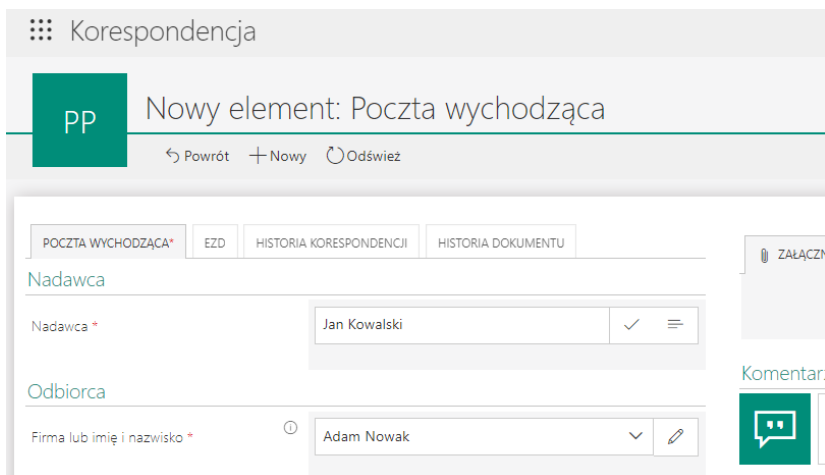 Korespondencja
PP
Nowy element: Poczta wychodząca
Powrót Nowy Odśwież
POCZTA WYCHODZĄCA* EZD HISTORIA KORESPONDENCJI HISTORIA DOKUMENTU
Nadawca
Nadawca * Jan Kowalski
Odbiorca
Firma lub imię i nazwisko * Adam Nowak